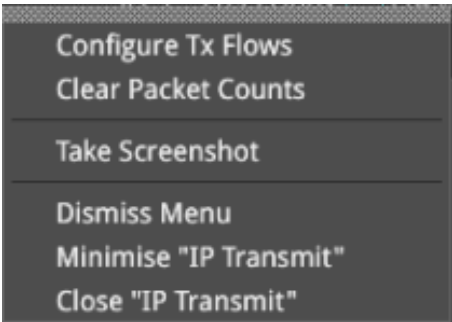 Configure Tx Flows
Clear Packet Counts
Take Screenshot
Dismiss Menu
Minimise "IP Transmit"
Close "IP Transmit"